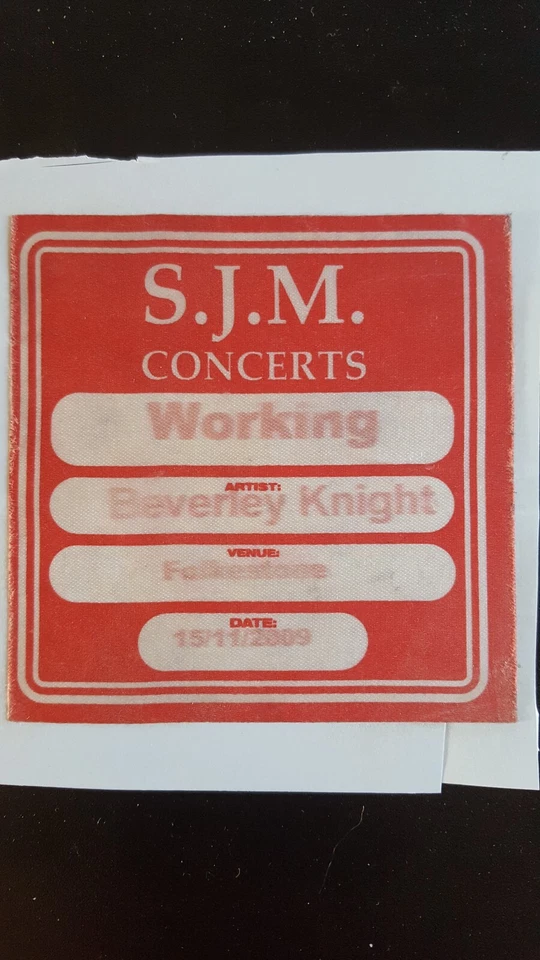 S.J.M.
CONCERTS
Working
ARTIST:
Beverley Knight
VENUE:
Folkestone
DATE:
15/11/2009